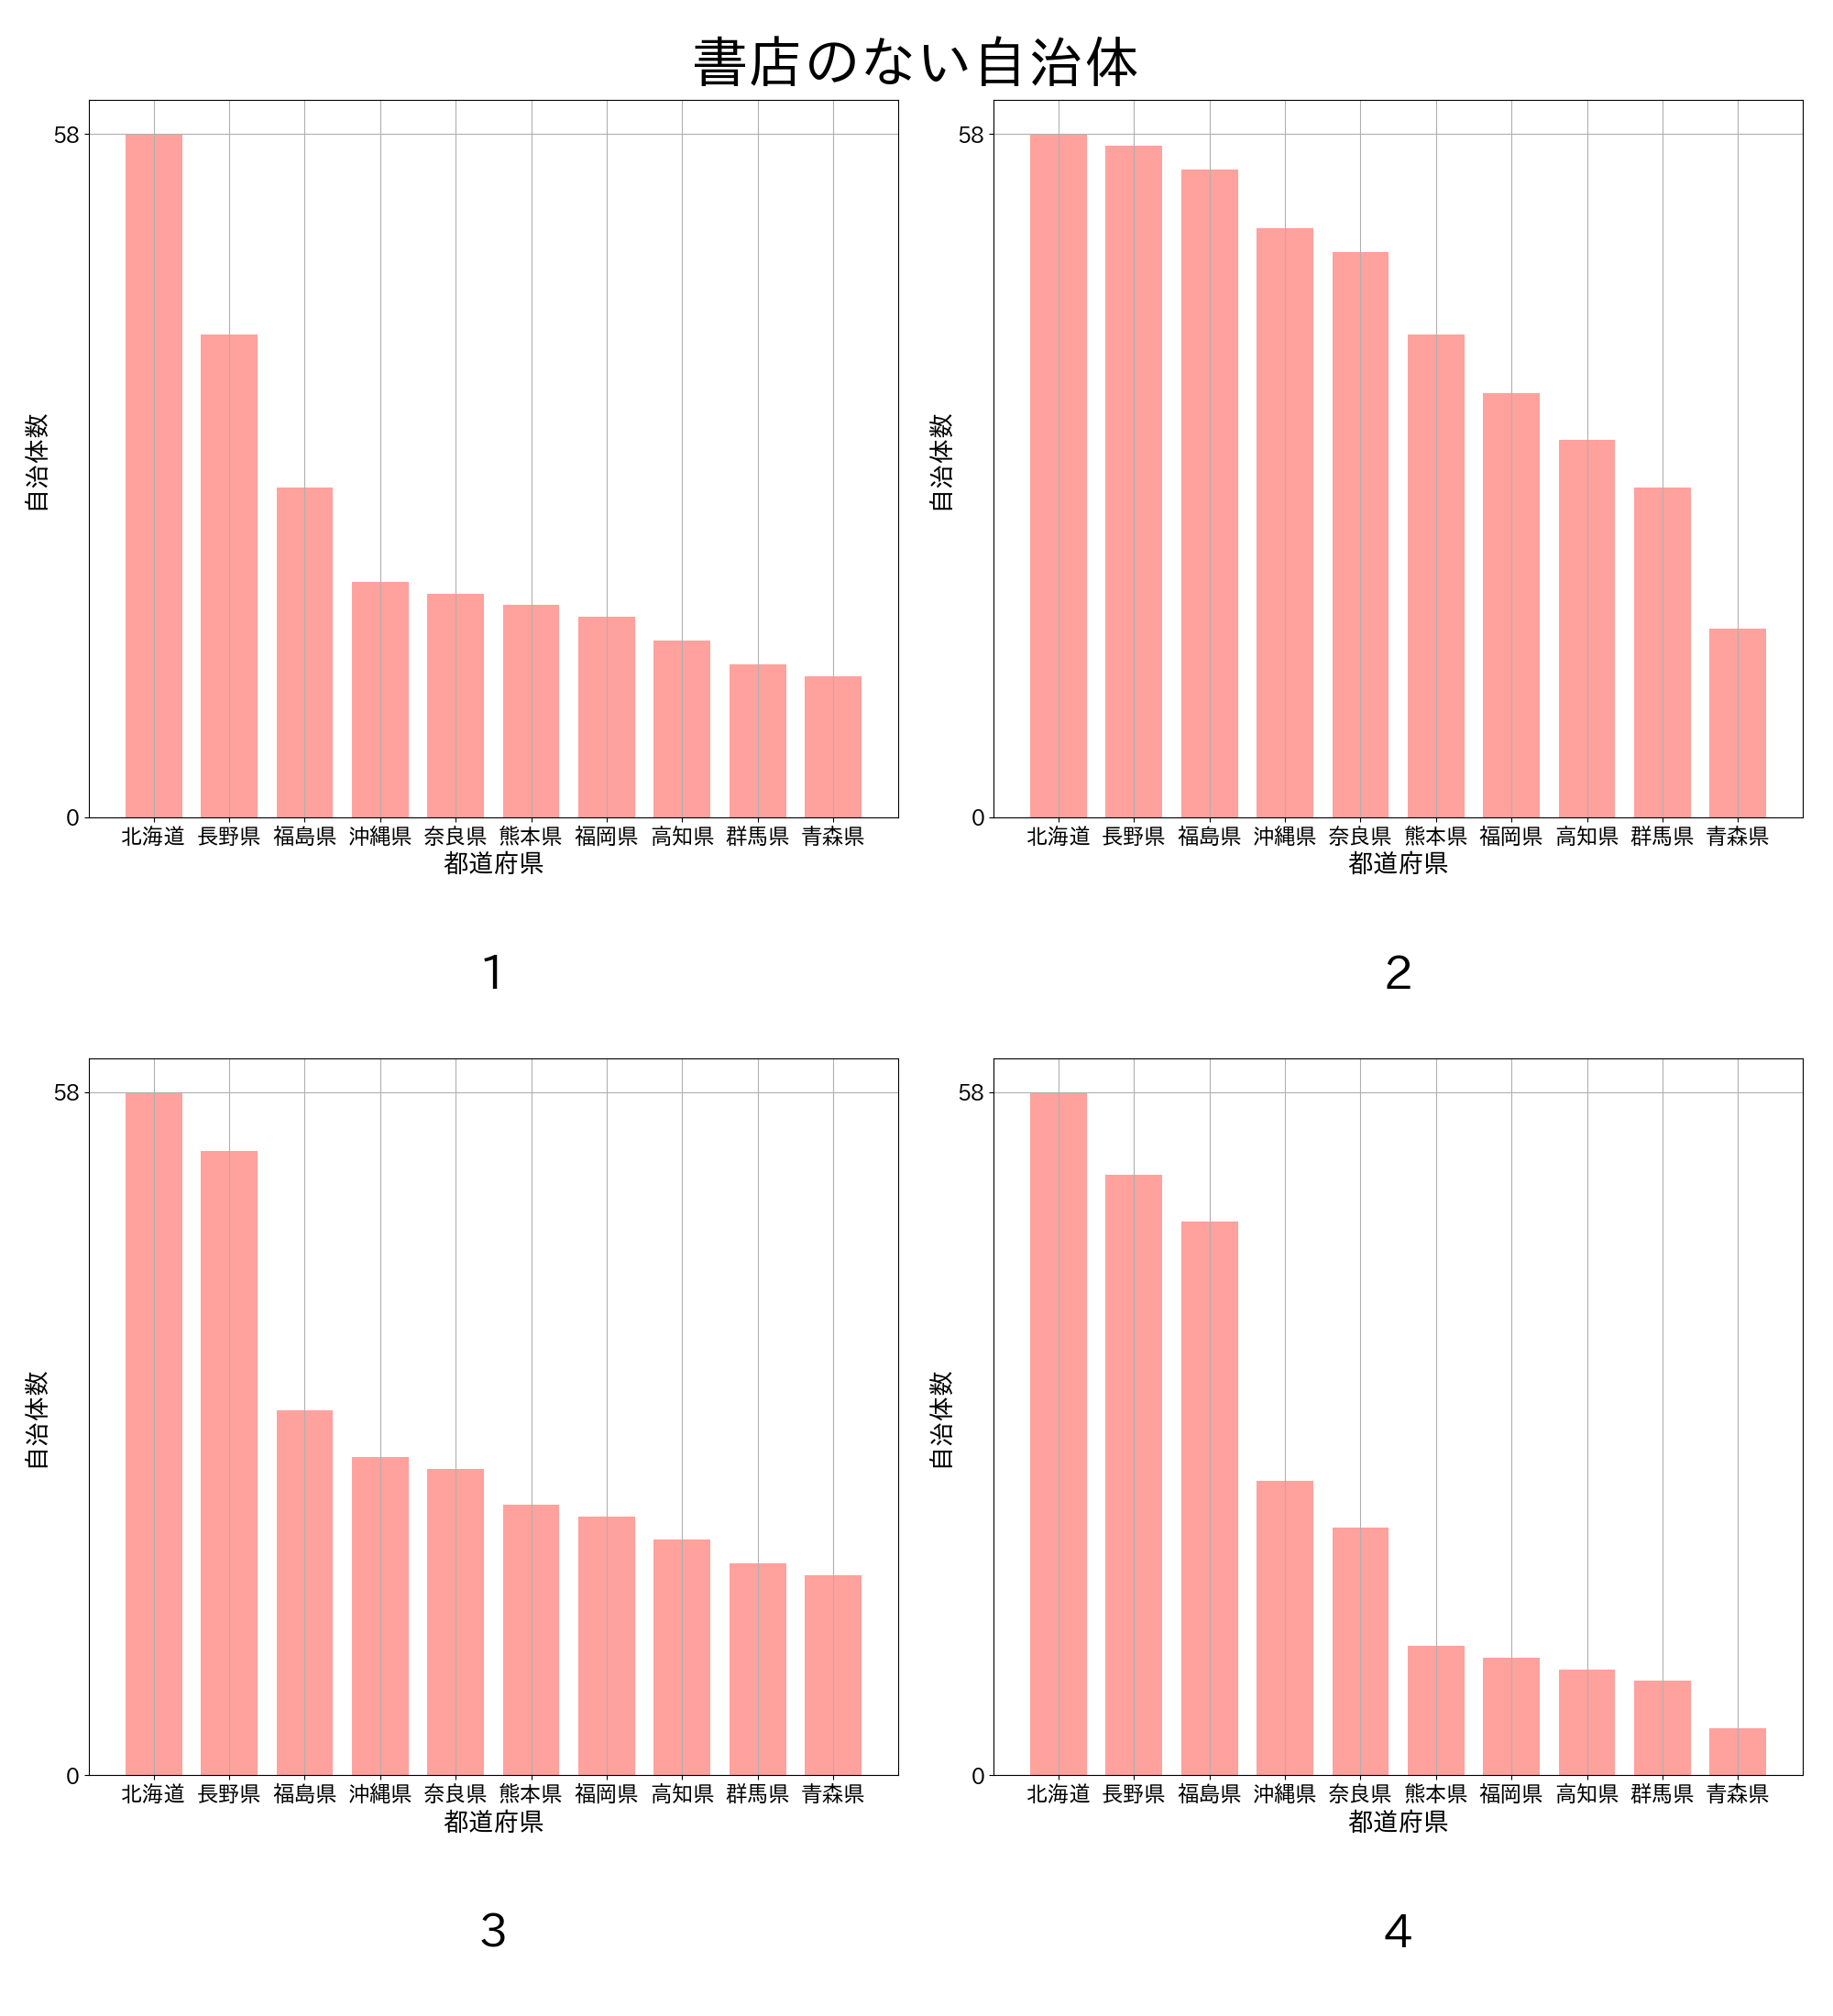 書店のない自治体
58
0
自治体数
北海道 長野県 福島県 沖縄県 奈良県 熊本県 福岡県 高知県 群馬県 青森県
都道府県
1
58
0
自治体数
北海道 長野県 福島県 沖縄県 奈良県 熊本県 福岡県 高知県 群馬県 青森県
都道府県
2
58
0
自治体数
北海道 長野県 福島県 沖縄県 奈良県 熊本県 福岡県 高知県 群馬県 青森県
都道府県
3
58
0
自治体数
北海道 長野県 福島県 沖縄県 奈良県 熊本県 福岡県 高知県 群馬県 青森県
都道府県
4